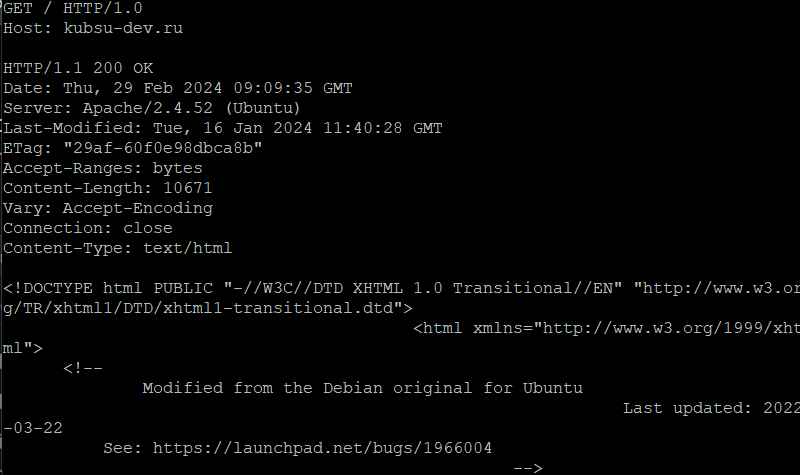 GET / HTTP/1.0
Host: kubsu-dev.ru
HTTP/1.1 200 OK
Date: Thu, 29 Feb 2024 09:09:35 GMT
Server: Apache/2.4.52 (Ubuntu)
Last-Modified: Tue, 16 Jan 2024 11:40:28 GMT
ETag: "29af-60f0e98dbca8b"
Accept-Ranges: bytes
Content-Length: 10671
Vary: Accept-Encoding
Connection: close
Content-Type: text/html
<!DOCTYPE html PUBLIC "-//W3C//DTD XHTML 1.0 Transitional//EN" "http://www.w3.or
g/TR/xhtml1/DTD/xhtml1-transitional.dtd">
<html xmlns="http://www.w3.org/1999/xht
ml">
<!--
Modified from the Debian original for Ubuntu
Last updated: 2022
-03-22
See: https://launchpad.net/bugs/1966004
-->